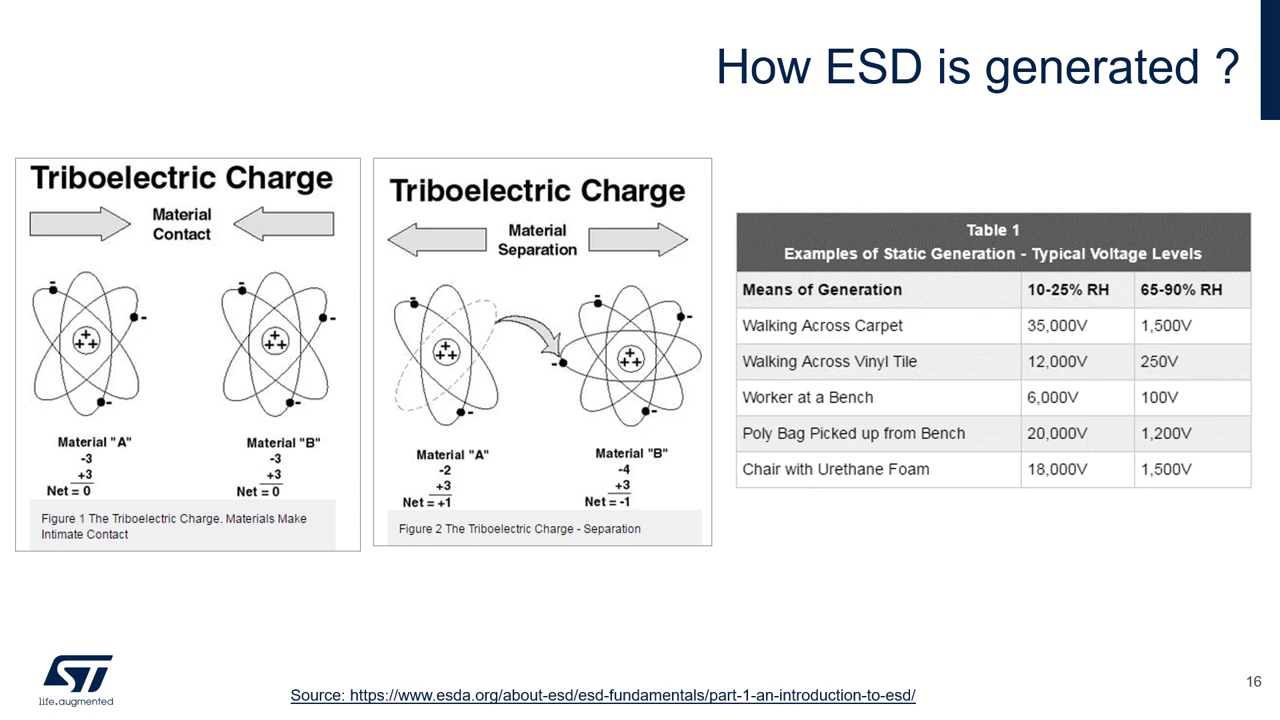 How ESD is generated ?
Triboelectric Charge
Material
Contact
Material "A"
-3
+3
Net = 0
Material "B"
-3
+3
Net = 0
Figure 1 The Triboelectric Charge. Materials Make
Intimate Contact
Triboelectric Charge
Material
Separation
Material "A"
-2
+3
Net = +1
Material "B"
-4
+3
Net = -1
Figure 2 The Triboelectric Charge - Separation
Table 1
Examples of Static Generation - Typical Voltage Levels
Means of Generation 10-25% RH 65-90% RH
Walking Across Carpet 35,000V 1,500V
Walking Across Vinyl Tile 12,000V 250V
Worker at a Bench 6,000V 100V
Poly Bag Picked up from Bench 20,000V 1,200V
Chair with Urethane Foam 18,000V 1,500V
ST
life.augmented
Source: https://www.esda.org/about-esd/esd-fundamentals/part-1-an-introduction-to-esd/
16